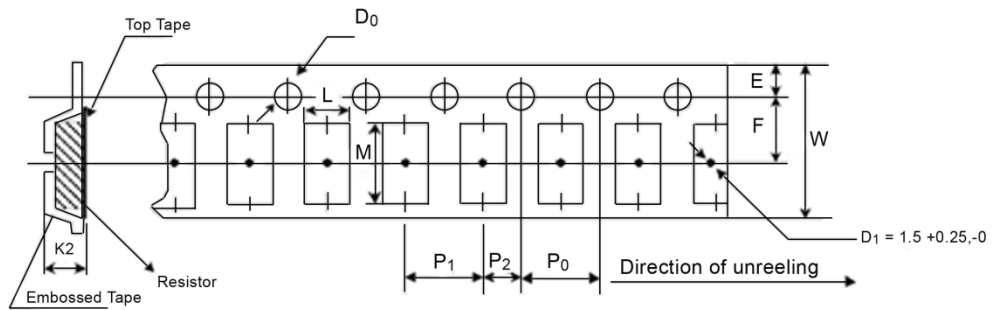 Top Tape
D0
L
E
F
W
M
K2
P1
P2
P0
Direction of unreeling
D1 = 1.5 +0.25,-0
Resistor
Embossed Tape